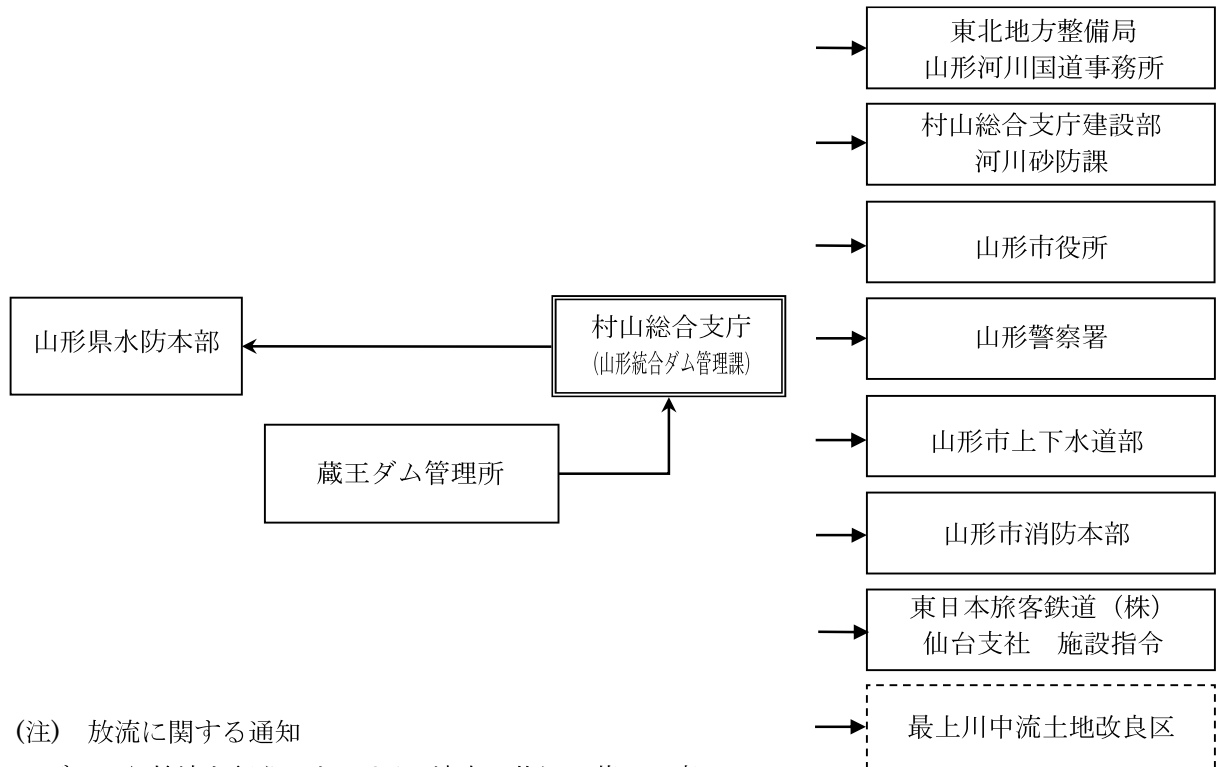 東北地方整備局
山形河川国道事務所
村山総合支庁建設部
河川砂防課
山形市役所
山形県水防本部
村山総合支庁
(山形統合ダム管理課)
山形警察署
蔵王ダム管理所
山形市上下水道部
山形市消防本部
東日本旅客鉄道（株）
仙台支社　施設指令
最上川中流土地改良区
(注)　放流に関する通知